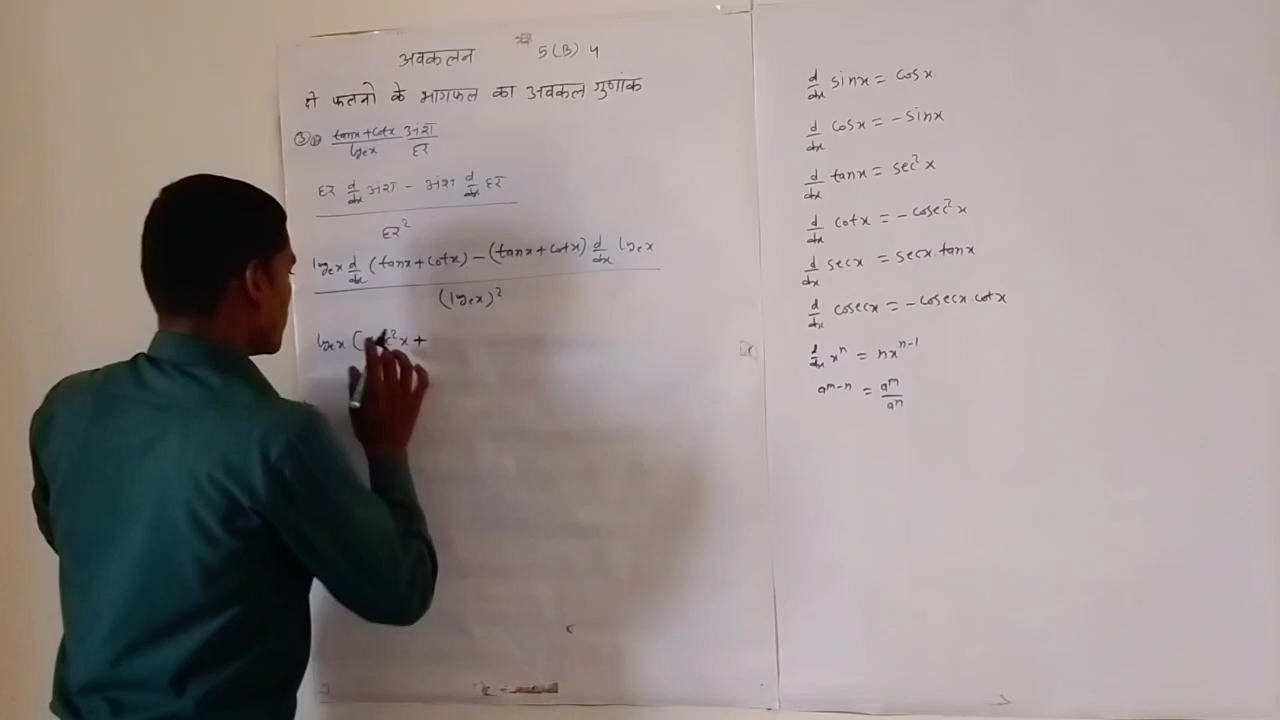 अवकलन 5(B) 4
दो फलनो के भागफल का अवकल गुणांक
tanx+cotx/logex अंश/हर
हर d/dx अंश - अंश d/dx हर
हर²
logex d/dx (tanx+cotx) - (tanx+cotx) d/dx logex
(logex)²
logex (sec²x +
d/dx sinx = cosx
d/dx cosx = -sinx
d/dx tanx = sec²x
d/dx cotx = -cosec²x
d/dx secx = secx.tanx
d/dx cosecx = -cosecx.cotx
d/dx xⁿ = nxⁿ⁻¹
aᵐ⁻ⁿ = aᵐ/aⁿ